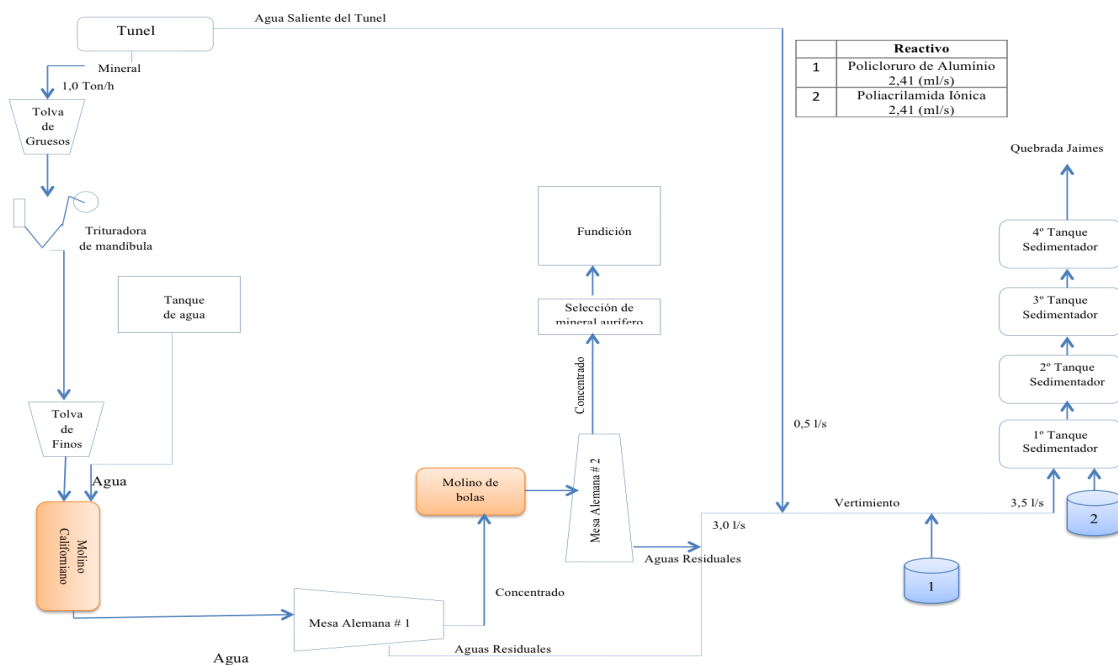 Agua Saliente del Tunel
Tunel
Mineral
1,0 Ton/h
Tolva
de
Gruesos
Trituradora
de mandíbula
Tanque
de agua
Tolva
de
Finos
Agua
Molino
Californiano
Mesa Alemana # 1
Agua
Aguas Residuales
Concentrado
Molino de
bolas
Mesa Alemana # 2
Concentrado
Selección de
mineral aurífero
Fundición
Aguas Residuales
3,0 l/s
0,5 l/s
Vertimiento
3,5 l/s
1
2
Reactivo
1 Policloruro de Alumínio
2,41 (ml/s)
2 Poliacrilamida Iónica
2,41 (ml/s)
Quebrada Jaimes
4º Tanque
Sedimentador
3º Tanque
Sedimentador
2º Tanque
Sedimentador
1º Tanque
Sedimentador